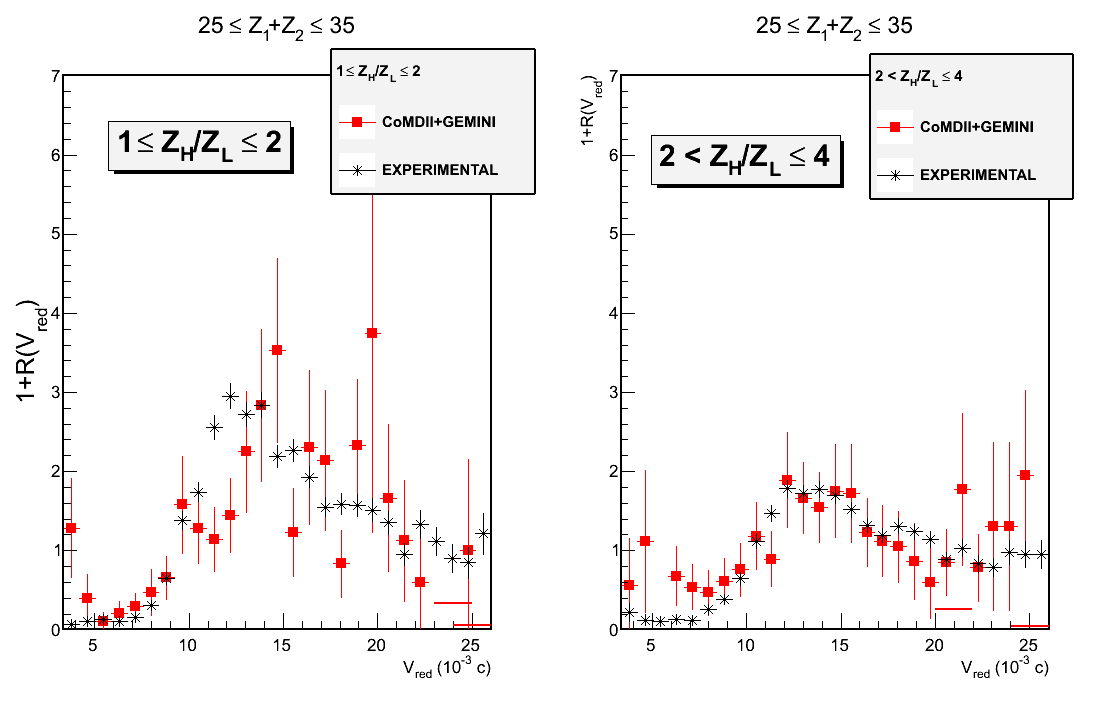 25 ≤ Z1+Z2 ≤ 35
1 ≤ ZH/ZL ≤ 2
CoMDII+GEMINI
EXPERIMENTAL
1 ≤ ZH/ZL ≤ 2
1+R(Vred)
7
6
5
4
3
2
1
0
5 10 15 20 25
Vred (10-3 c)
25 ≤ Z1+Z2 ≤ 35
2 < ZH/ZL ≤ 4
CoMDII+GEMINI
EXPERIMENTAL
2 < ZH/ZL ≤ 4
1+R(Vred)
7
6
5
4
3
2
1
0
5 10 15 20 25
Vred (10-3 c)